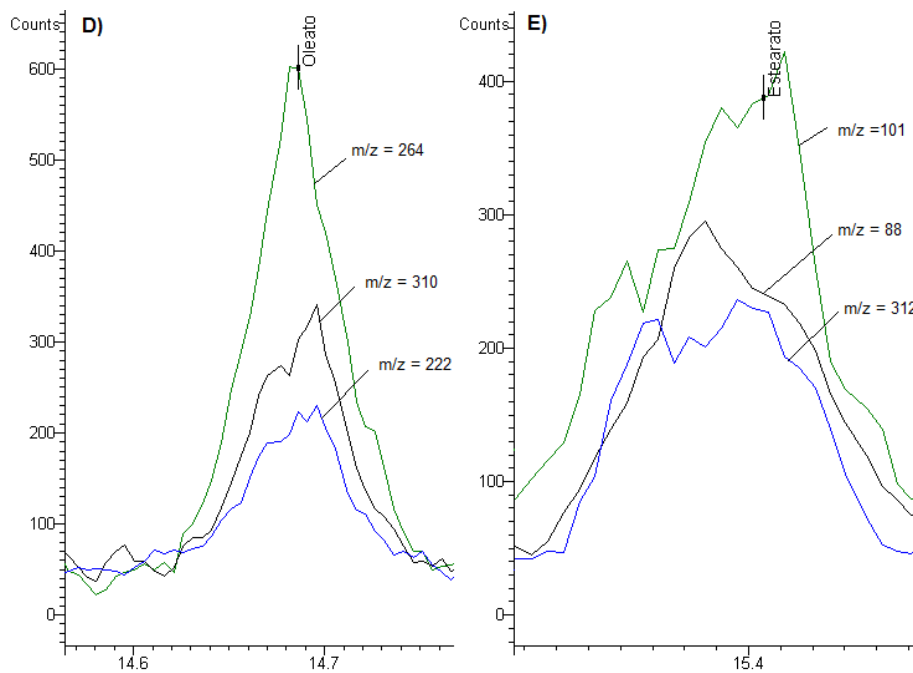 Counts
D)
Oleato
600
500
400
300
200
100
0
m/z = 264
m/z = 310
m/z = 222
14.6
14.7
Counts
E)
Estearato
400
300
200
100
0
m/z =101
m/z = 88
m/z = 312
15.4